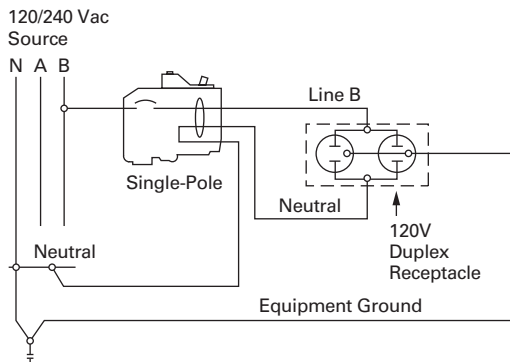 120/240 Vac
Source
N A B
Line B
Single-Pole
Neutral
120V
Duplex
Receptacle
Neutral
Equipment Ground